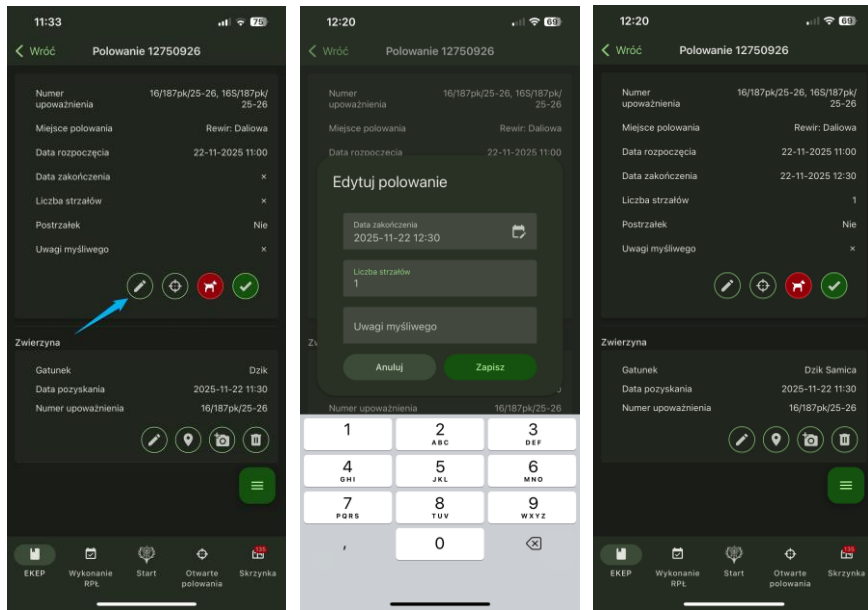 11:33
75
Wróć
Polowanie 12750926
Numer upoważnienia
16/187pk/25-26, 16S/187pk/25-26
Miejsce polowania
Rewir: Daliowa
Data rozpoczęcia
22-11-2025 11:00
Data zakończenia
×
Liczba strzałów
×
Postrzałek
Nie
Uwagi myśliwego
×
Zwierzyna
Gatunek
Dzik
Data pozyskania
2025-11-22 11:30
Numer upoważnienia
16/187pk/25-26
EKEP
Wykonanie RPŁ
Start
Otwarte polowania
135
Skrzynka
12:20
69
Wróć
Polowanie 12750926
Numer upoważnienia
16/187pk/25-26, 16S/187pk/25-26
Miejsce polowania
Rewir: Daliowa
Data rozpoczęcia
22-11-2025 11:00
Edytuj polowanie
Data zakończenia
2025-11-22 12:30
Liczba strzałów
1
Uwagi myśliwego
Anuluj
Zapisz
Numer upoważnienia
16/187pk/25-26
1
2
ABC
3
DEF
4
GHI
5
JKL
6
MNO
7
PQRS
8
TUV
9
WXYZ
,
0
12:20
69
Wróć
Polowanie 12750926
Numer upoważnienia
16/187pk/25-26, 16S/187pk/25-26
Miejsce polowania
Rewir: Daliowa
Data rozpoczęcia
22-11-2025 11:00
Data zakończenia
22-11-2025 12:30
Liczba strzałów
1
Postrzałek
Nie
Uwagi myśliwego
×
Zwierzyna
Gatunek
Dzik Samica
Data pozyskania
2025-11-22 11:30
Numer upoważnienia
16/187pk/25-26
EKEP
Wykonanie RPŁ
Start
Otwarte polowania
135
Skrzynka